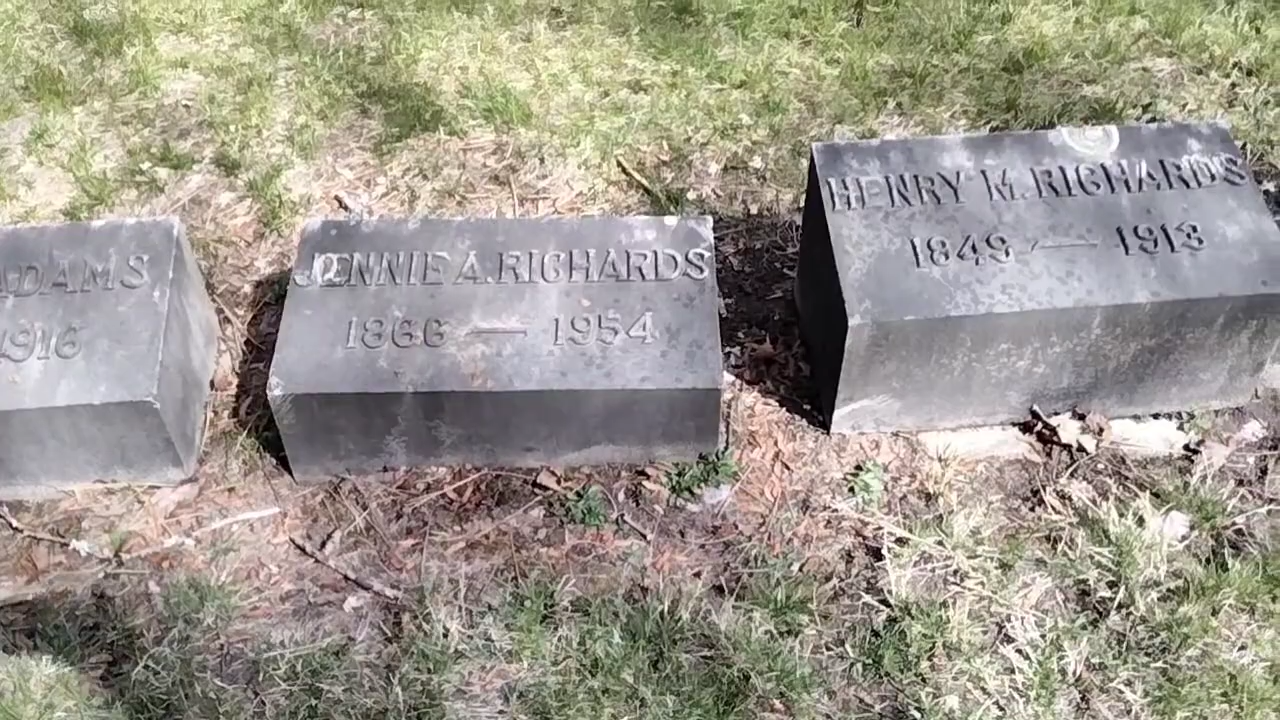 ADAMS
1916
JENNIE A. RICHARDS
1866 — 1954
HENRY M. RICHARDS
1849 — 1913